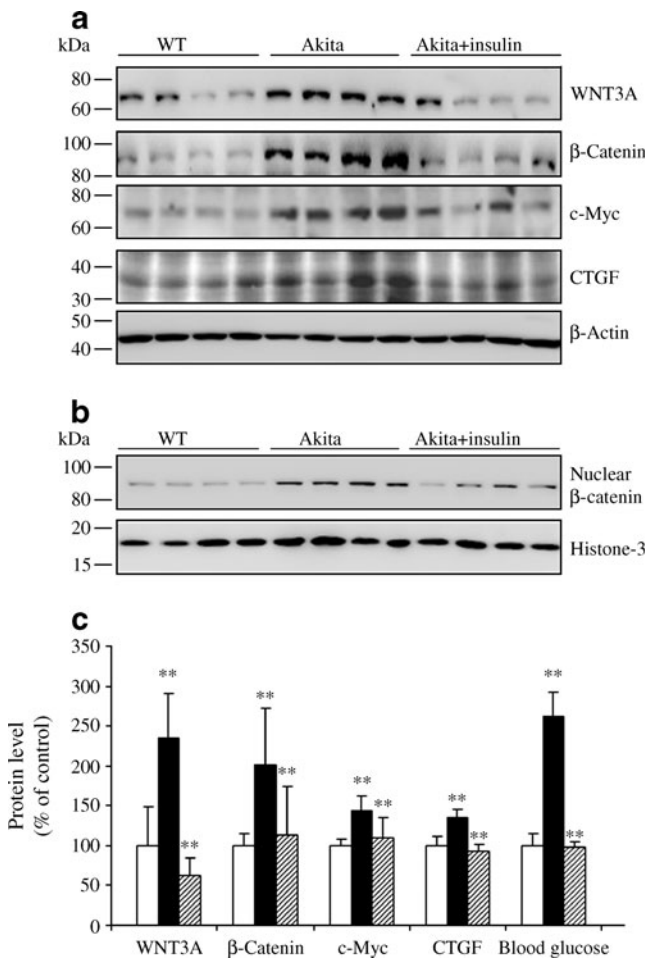 a
kDa WT Akita Akita+insulin
80
60
WNT3A
100
80
β-Catenin
80
60
c-Myc
40
30
CTGF
50
40
β-Actin
b
kDa WT Akita Akita+insulin
100
80
Nuclear
β-catenin
20
15
Histone-3
c
Protein level
(% of control)
350
300
250
200
150
100
50
0
** ** ** ** ** ** ** ** ** **
WNT3A β-Catenin c-Myc CTGF Blood glucose